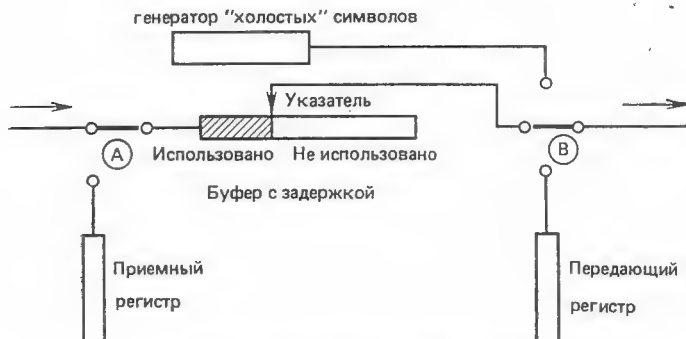 генератор "холостых" символов
Указатель
A
Использовано
Не использовано
B
Буфер с задержкой
Приемный
регистр
Передающий
регистр